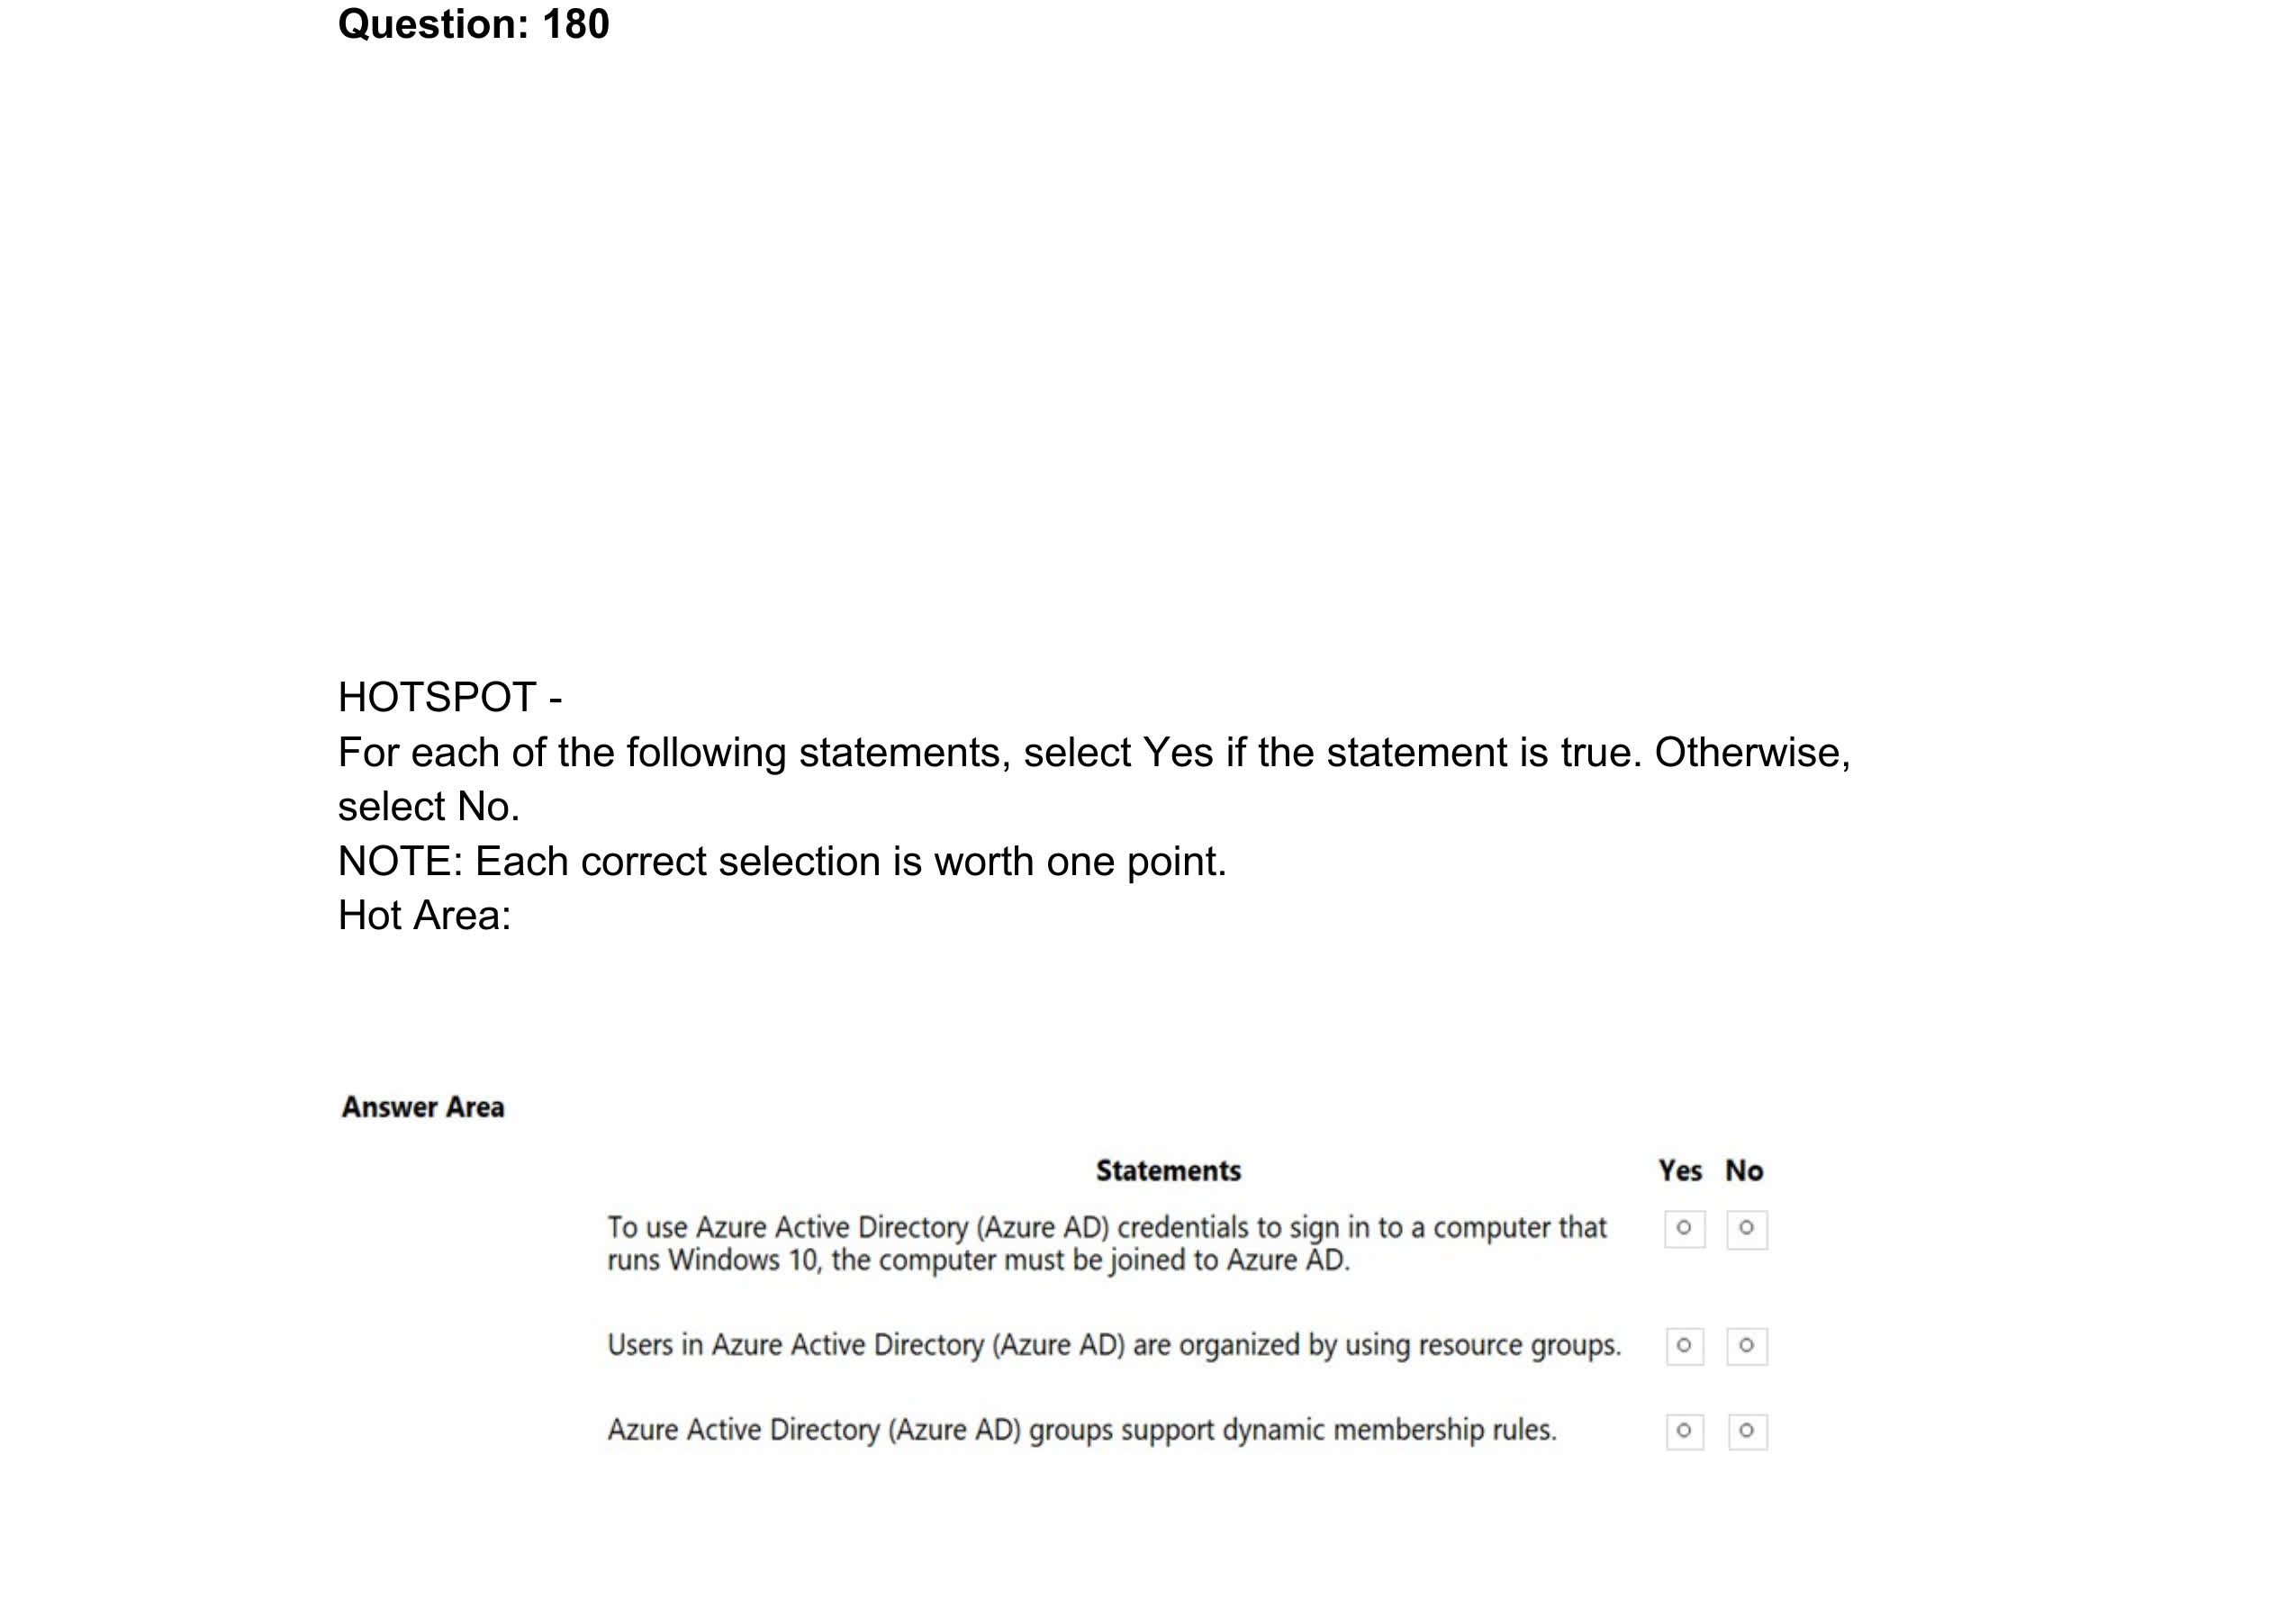 Question: 180
HOTSPOT -
For each of the following statements, select Yes if the statement is true. Otherwise,
select No.
NOTE: Each correct selection is worth one point.
Hot Area:
Answer Area
Statements Yes No
To use Azure Active Directory (Azure AD) credentials to sign in to a computer that
runs Windows 10, the computer must be joined to Azure AD.
Users in Azure Active Directory (Azure AD) are organized by using resource groups.
Azure Active Directory (Azure AD) groups support dynamic membership rules.